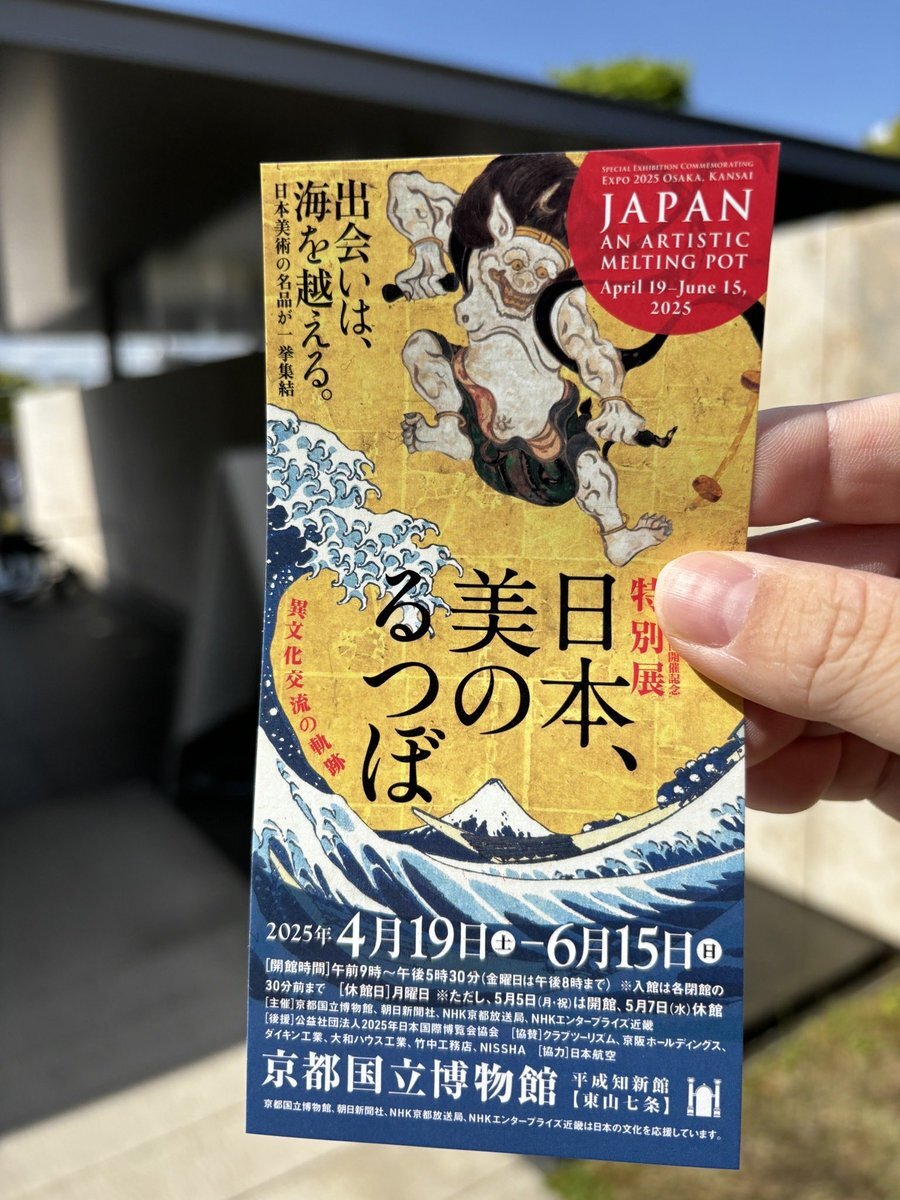 出会いは、
海を越える。
日本美術の名品が一挙集結
SPECIAL EXHIBITION COMMEMORATING
EXPO 2025 OSAKA, KANSAI
JAPAN
AN ARTISTIC
MELTING POT
April 19–June 15,
2025
開催記念
特別展
日本、
美の
るつぼ
異文化交流の軌跡
2025年4月19日土–6月15日日
[開館時間]午前9時〜午後5時30分(金曜日は午後8時まで) ※入館は各閉館の
30分前まで [休館日]月曜日 ※ただし、5月5日(月・祝)は開館、5月7日(水)休館
[主催]京都国立博物館、朝日新聞社、NHK京都放送局、NHKエンタープライズ近畿
[後援]公益社団法人2025年日本国際博覧会協会 [協賛]クラブツーリズム、京阪ホールディングス、
ダイキン工業、大和ハウス工業、竹中工務店、NISSHA [協力]日本航空
京都国立博物館 平成知新館
【東山七条】
京都国立博物館、朝日新聞社、NHK京都放送局、NHKエンタープライズ近畿は日本の文化を応援しています。